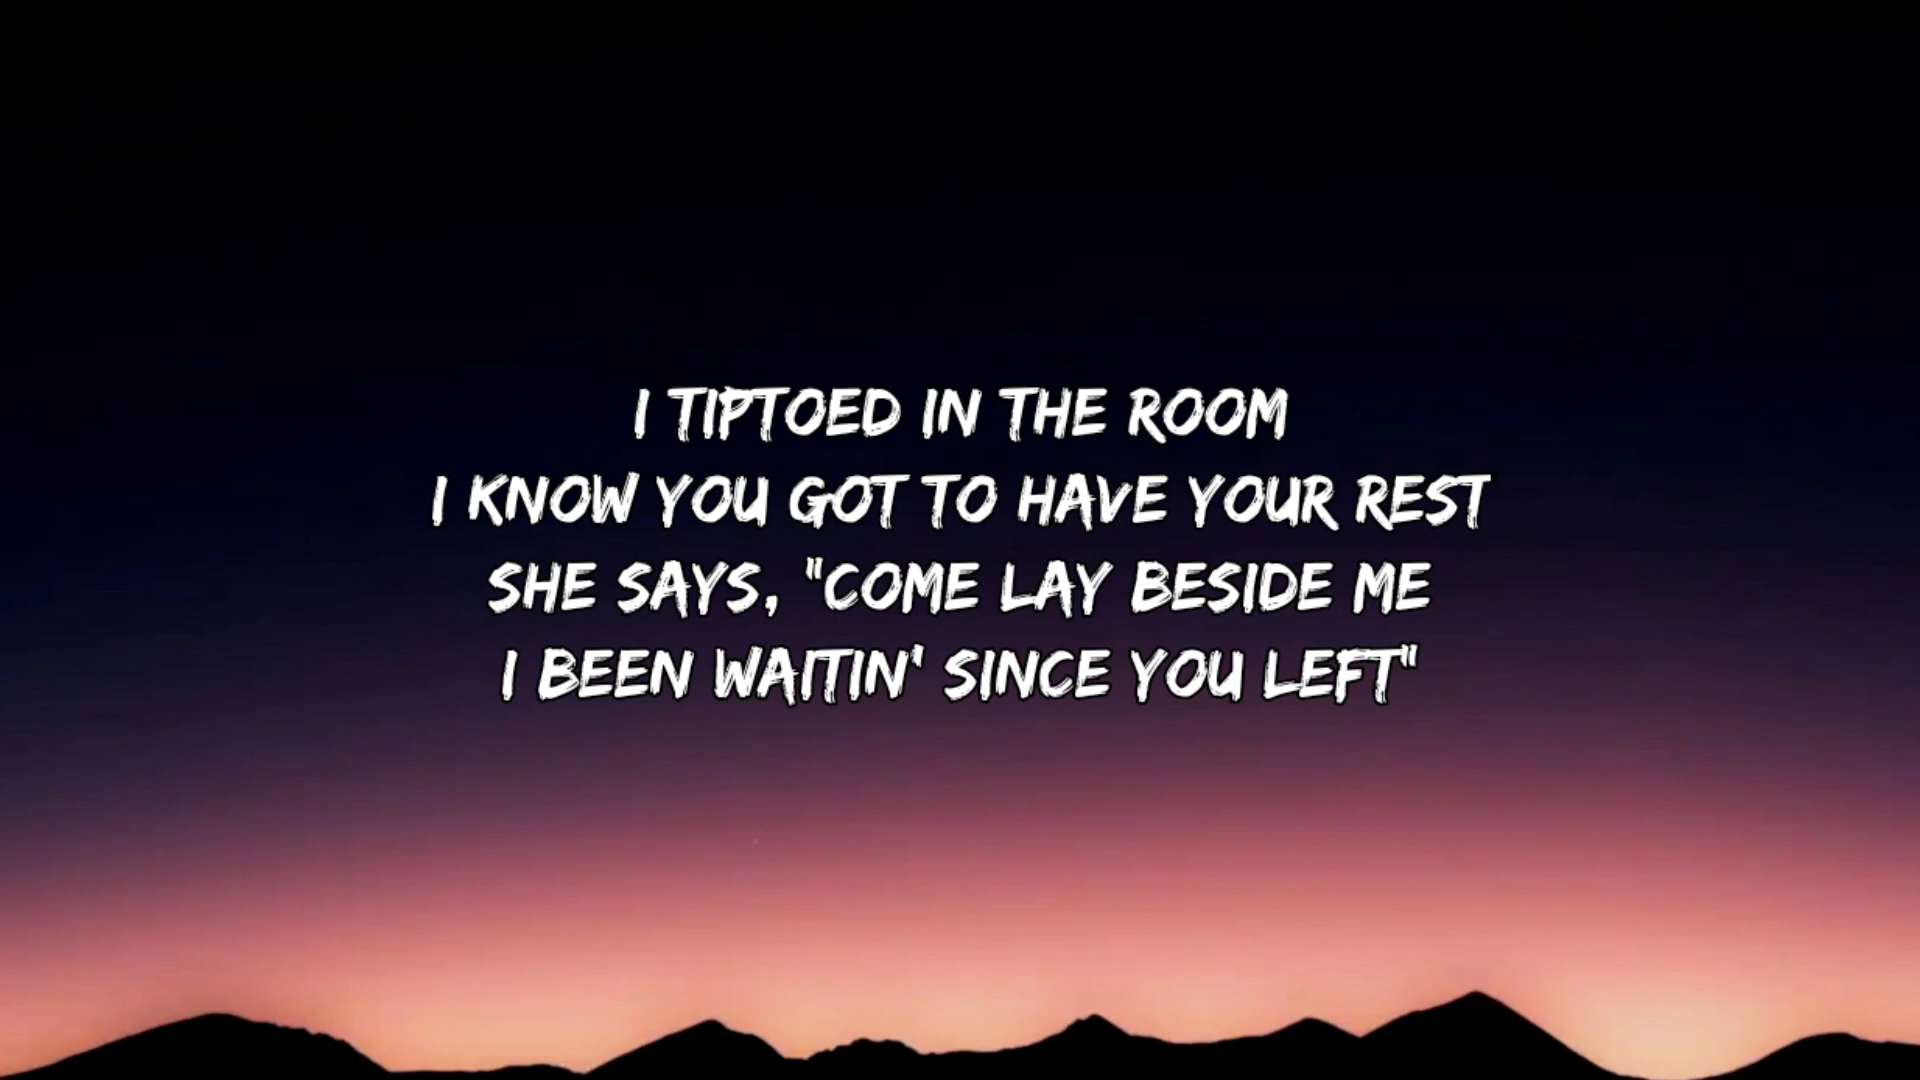 I TIPTOED IN THE ROOM
I KNOW YOU GOT TO HAVE YOUR REST
SHE SAYS, "COME LAY BESIDE ME
I BEEN WAITIN' SINCE YOU LEFT"